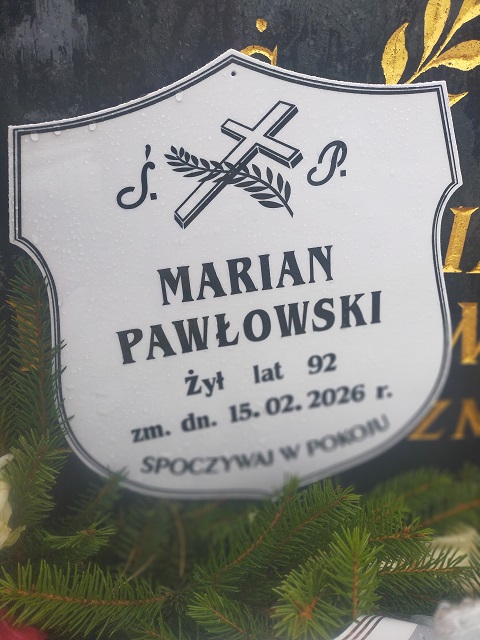 Ś. P.
MARIAN
PAWŁOWSKI
Żył lat 92
zm. dn. 15.02.2026 r.
SPOCZYWAJ W POKOJU